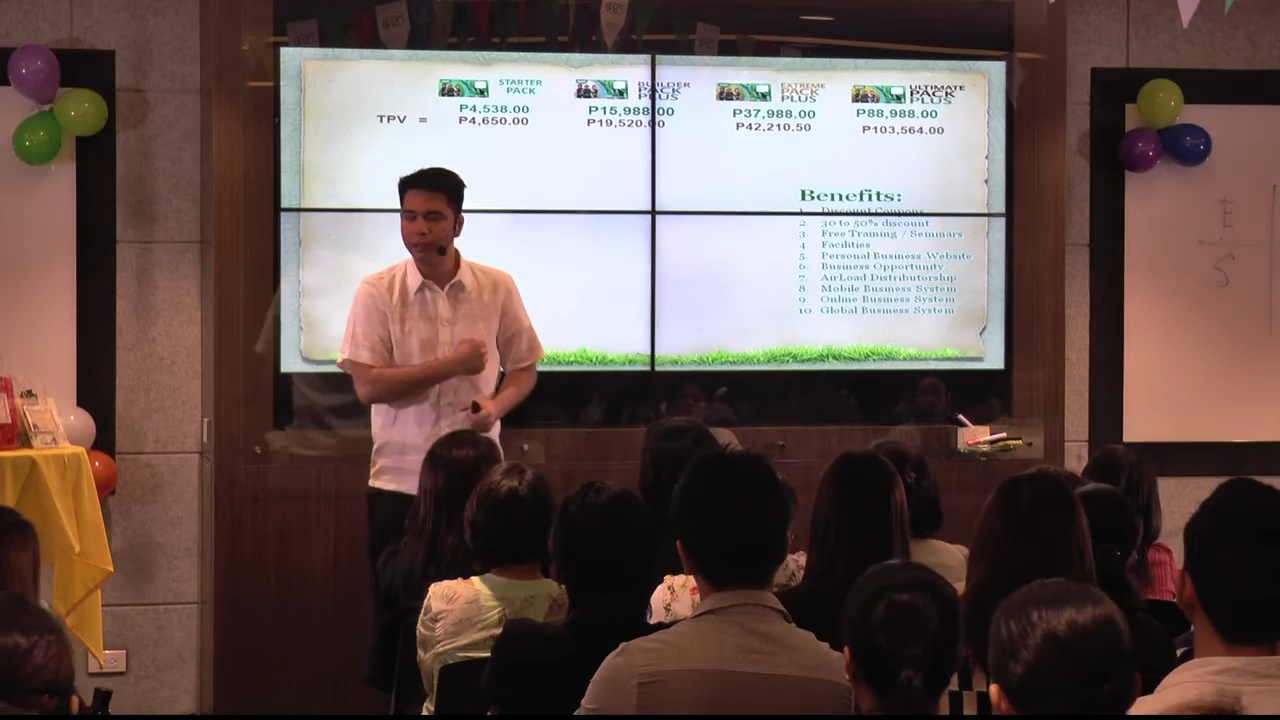 STARTER
PACK
BUILDER
PACK
PLUS
EXTREME
PACK
PLUS
ULTIMATE
PACK
PLUS
P4,538.00 P15,988.00 P37,988.00 P88,988.00
TPV = P4,650.00 P19,520.00 P42,210.50 P103,564.00
Benefits:
1. Discount Coupons
2. 30 to 50% discount
3. Free Training / Seminars
4. Facilities
5. Personal Business Website
6. Business Opportunity
7. AirLoad Distributorship
8. Mobile Business System
9. Online Business System
10. Global Business System
E
S